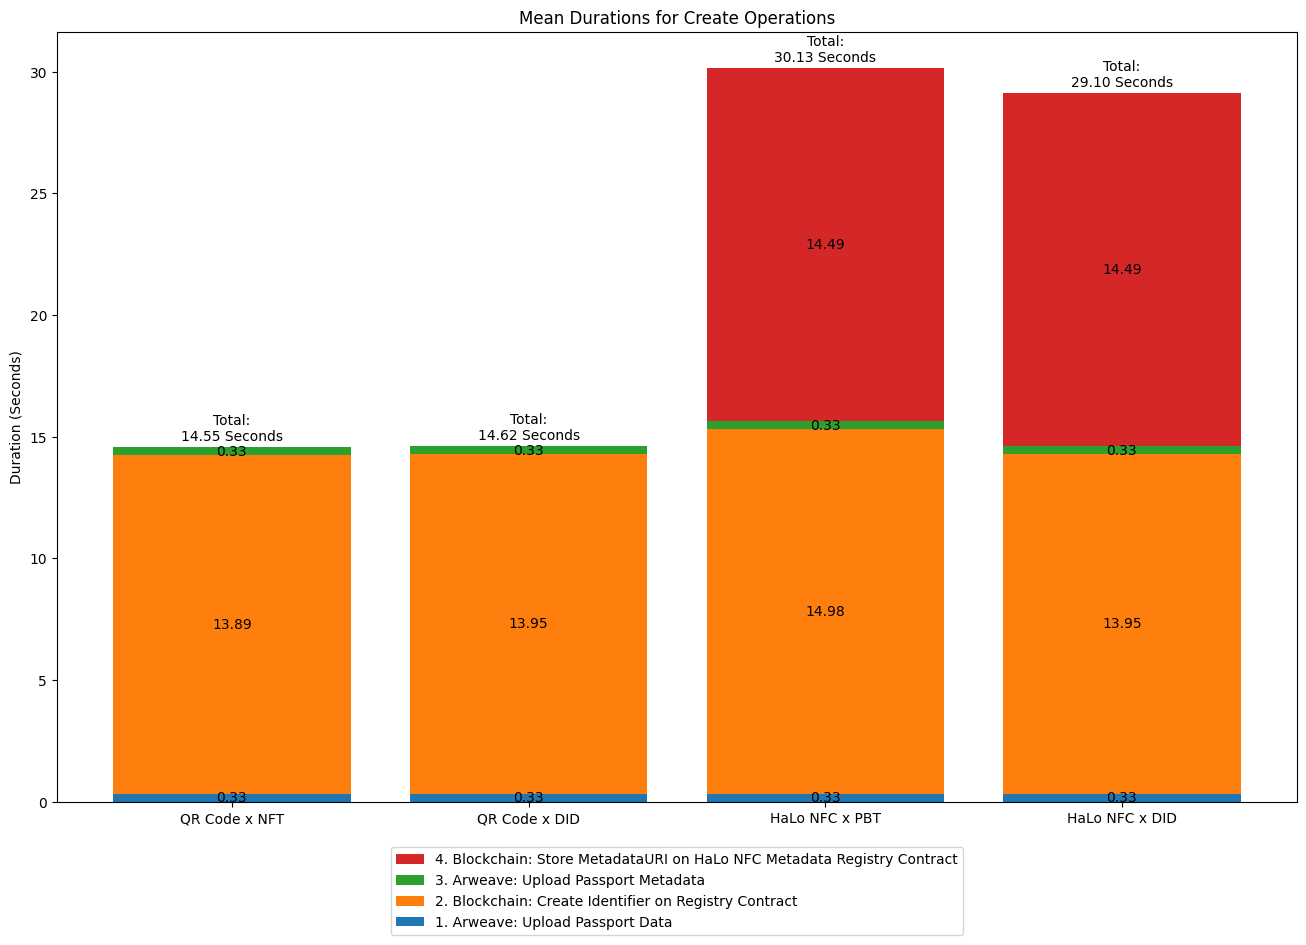 Mean Durations for Create Operations
Duration (Seconds)
30
25
20
15
10
5
0
Total:
14.55 Seconds
0.33
13.89
0.33
QR Code x NFT
Total:
14.62 Seconds
0.33
13.95
0.33
QR Code x DID
Total:
30.13 Seconds
14.49
0.33
14.98
0.33
HaLo NFC x PBT
Total:
29.10 Seconds
14.49
0.33
13.95
0.33
HaLo NFC x DID
4. Blockchain: Store MetadataURI on HaLo NFC Metadata Registry Contract
3. Arweave: Upload Passport Metadata
2. Blockchain: Create Identifier on Registry Contract
1. Arweave: Upload Passport Data